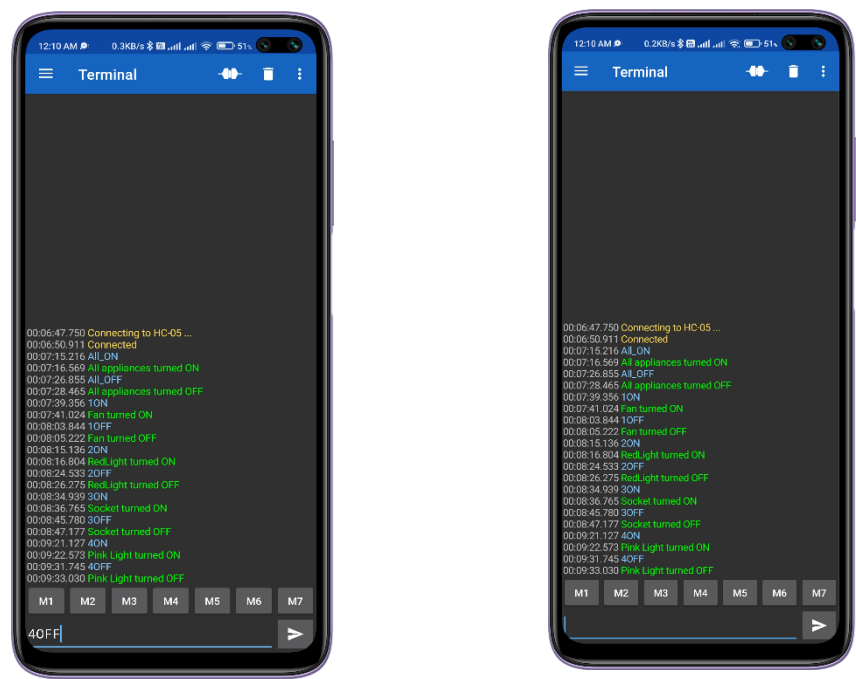 12:10 AM 0.3KB/s 51%
Terminal
00:06:47.750 Connecting to HC-05 ...
00:06:50.911 Connected
00:07:15.216 All_ON
00:07:16.569 All appliances turned ON
00:07:26.855 All_OFF
00:07:28.465 All appliances turned OFF
00:07:39.356 1ON
00:07:41.024 Fan turned ON
00:08:03.844 1OFF
00:08:05.222 Fan turned OFF
00:08:15.136 2ON
00:08:16.804 RedLight turned ON
00:08:24.533 2OFF
00:08:26.275 RedLight turned OFF
00:08:34.939 3ON
00:08:36.765 Socket turned ON
00:08:45.780 3OFF
00:08:47.177 Socket turned OFF
00:09:21.127 4ON
00:09:22.573 Pink Light turned ON
00:09:31.745 4OFF
00:09:33.030 Pink Light turned OFF
M1 M2 M3 M4 M5 M6 M7
4OFF
12:10 AM 0.2KB/s 51%
Terminal
00:06:47.750 Connecting to HC-05 ...
00:06:50.911 Connected
00:07:15.216 All_ON
00:07:16.569 All appliances turned ON
00:07:26.855 All_OFF
00:07:28.465 All appliances turned OFF
00:07:39.356 1ON
00:07:41.024 Fan turned ON
00:08:03.844 1OFF
00:08:05.222 Fan turned OFF
00:08:15.136 2ON
00:08:16.804 RedLight turned ON
00:08:24.533 2OFF
00:08:26.275 RedLight turned OFF
00:08:34.939 3ON
00:08:36.765 Socket turned ON
00:08:45.780 3OFF
00:08:47.177 Socket turned OFF
00:09:21.127 4ON
00:09:22.573 Pink Light turned ON
00:09:31.745 4OFF
00:09:33.030 Pink Light turned OFF
M1 M2 M3 M4 M5 M6 M7